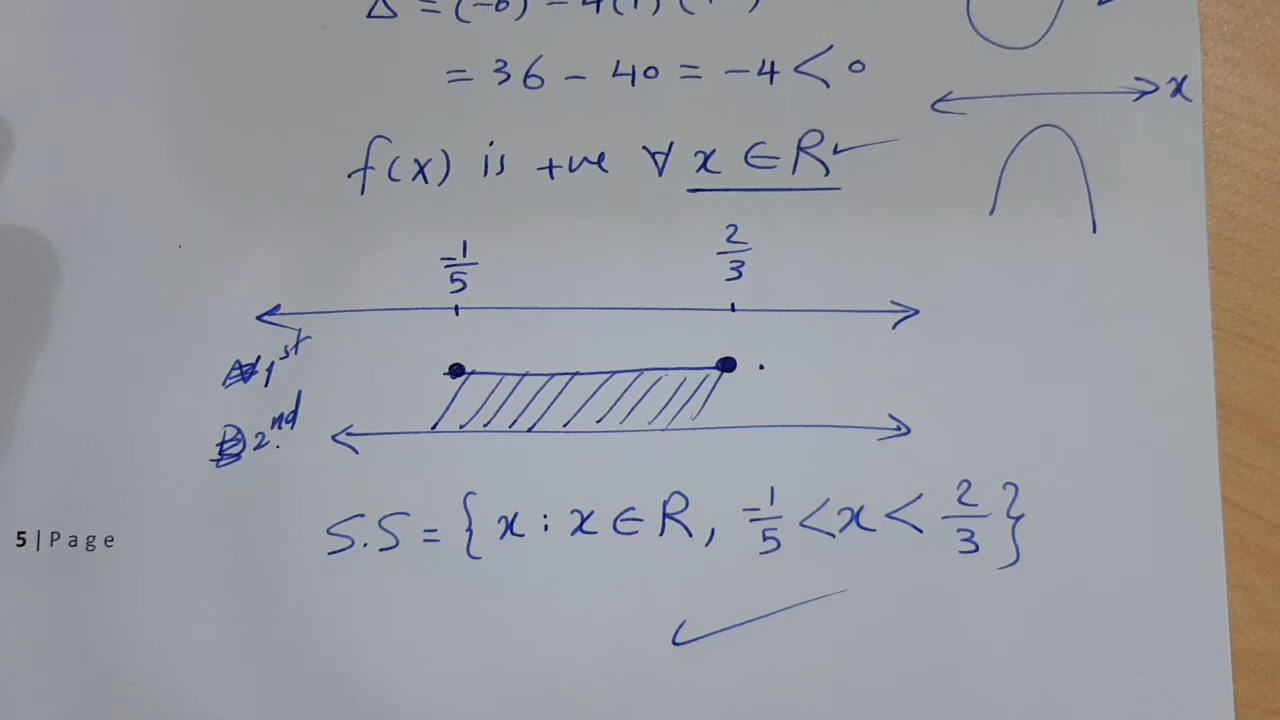 = 36 - 40 = -4 < 0
x
f(x) is +ve ∀ x ∈ R
-1/5 2/3
1st
2nd.
S.S = {x : x ∈ R, -1/5 < x < 2/3}
5 | Page